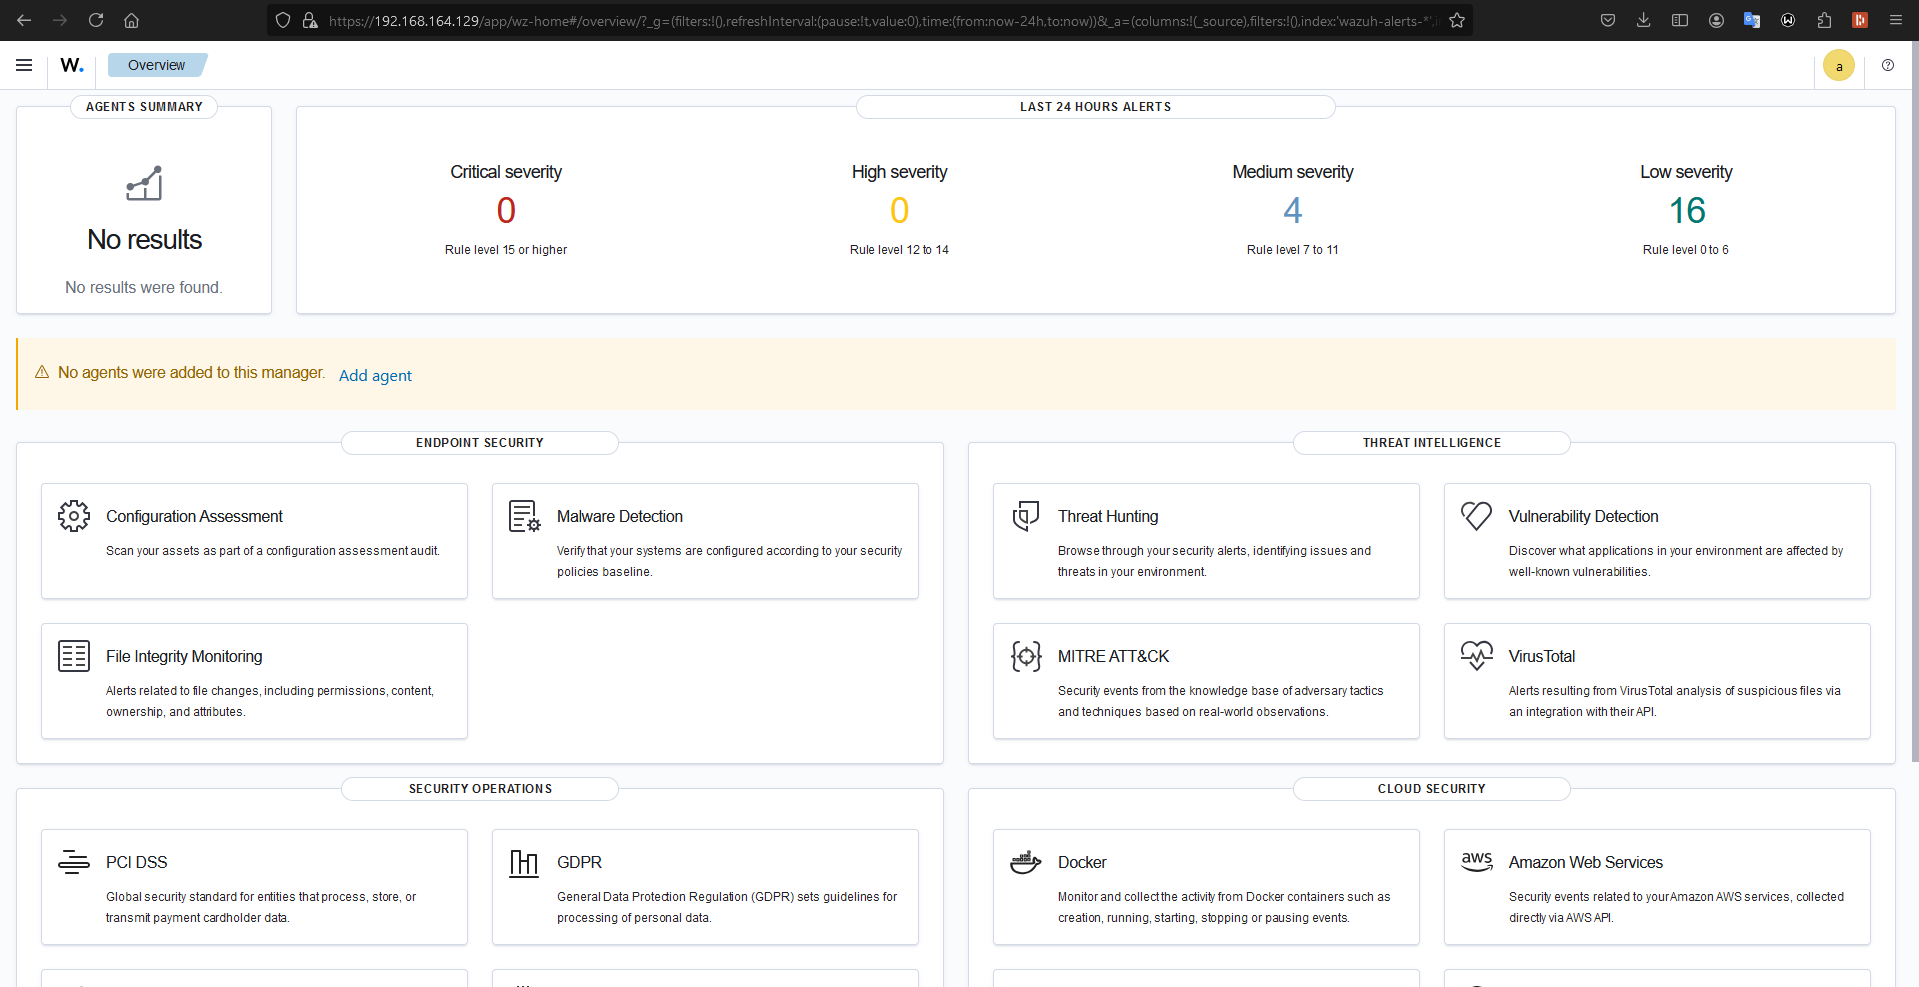 https://192.168.164.129/app/wz-home#/overview/?_g=(filters:!(),refreshInterval:(pause:!t,value:0),time:(from:now-24h,to:now))&_a=(columns:!(_source),filters:!(),index:'wazuh-alerts-*',
W.
Overview
a
AGENTS SUMMARY
No results
No results were found.
LAST 24 HOURS ALERTS
Critical severity
0
Rule level 15 or higher
High severity
0
Rule level 12 to 14
Medium severity
4
Rule level 7 to 11
Low severity
16
Rule level 0 to 6
No agents were added to this manager. Add agent
ENDPOINT SECURITY
Configuration Assessment
Scan your assets as part of a configuration assessment audit.
Malware Detection
Verify that your systems are configured according to your security
policies baseline.
File Integrity Monitoring
Alerts related to file changes, including permissions, content,
ownership, and attributes.
THREAT INTELLIGENCE
Threat Hunting
Browse through your security alerts, identifying issues and
threats in your environment.
Vulnerability Detection
Discover what applications in your environment are affected by
well-known vulnerabilities.
MITRE ATT&CK
Security events from the knowledge base of adversary tactics
and techniques based on real-world observations.
VirusTotal
Alerts resulting from VirusTotal analysis of suspicious files via
an integration with their API.
SECURITY OPERATIONS
PCI DSS
Global security standard for entities that process, store, or
transmit payment cardholder data.
GDPR
General Data Protection Regulation (GDPR) sets guidelines for
processing of personal data.
CLOUD SECURITY
Docker
Monitor and collect the activity from Docker containers such as
creation, running, starting, stopping or pausing events.
aws
Amazon Web Services
Security events related to your Amazon AWS services, collected
directly via AWS API.